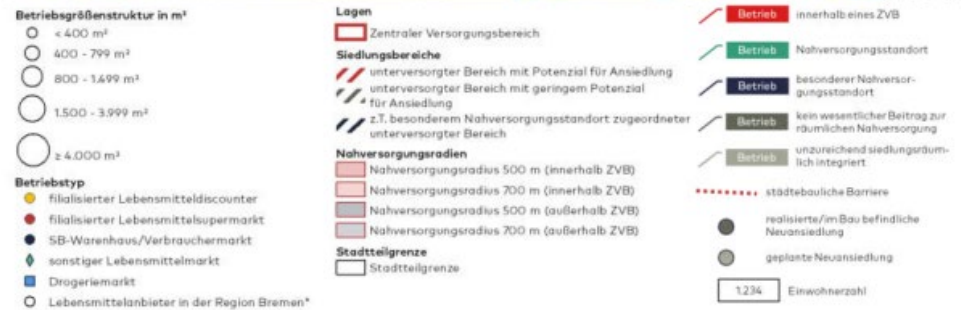 Betriebsgrößenstruktur in m²
< 400 m²
400 - 799 m²
800 - 1.499 m²
1.500 - 3.999 m²
≥ 4.000 m²
Betriebstyp
filialisierter Lebensmitteldiscounter
filialisierter Lebensmittelsupermarkt
SB-Warenhaus/Verbrauchermarkt
sonstiger Lebensmittelmarkt
Drogeriemarkt
Lebensmittelanbieter in der Region Bremen*
Lagen
Zentraler Versorgungsbereich
Siedlungsbereiche
unterversorgter Bereich mit Potenzial für Ansiedlung
unterversorgter Bereich mit geringem Potenzial
für Ansiedlung
z.T. besonderem Nahversorgungsstandort zugeordneter
unterversorgter Bereich
Nahversorgungsradien
Nahversorgungsradius 500 m (innerhalb ZVB)
Nahversorgungsradius 700 m (innerhalb ZVB)
Nahversorgungsradius 500 m (außerhalb ZVB)
Nahversorgungsradius 700 m (außerhalb ZVB)
Stadtteilgrenze
Stadtteilgrenze
Betrieb innerhalb eines ZVB
Betrieb Nahversorgungsstandort
Betrieb besonderer Nahversor-
gungsstandort
Betrieb kein wesentlicher Beitrag zur
räumlichen Nahversorgung
Betrieb unzureichend siedlungsräum-
lich integriert
städtebauliche Barriere
realisierte/im Bau befindliche
Neuansiedlung
geplante Neuansiedlung
1.234 Einwohnerzahl